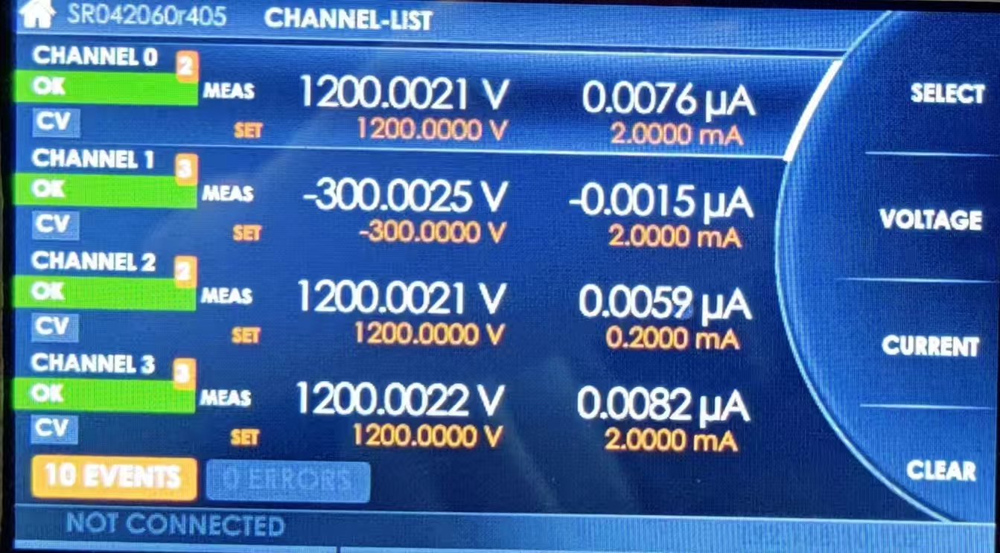 SR042060r405 CHANNEL-LIST
CHANNEL 0 2
OK MEAS 1200.0021 V 0.0076 µA
CV SET 1200.0000 V 2.0000 mA
SELECT
CHANNEL 1 3
OK MEAS -300.0025 V -0.0015 µA
CV SET -300.0000 V 2.0000 mA
VOLTAGE
CHANNEL 2 2
OK MEAS 1200.0021 V 0.0059 µA
CV SET 1200.0000 V 0.2000 mA
CURRENT
CHANNEL 3 3
OK MEAS 1200.0022 V 0.0082 µA
CV SET 1200.0000 V 2.0000 mA
10 EVENTS 0 ERRORS
CLEAR
NOT CONNECTED